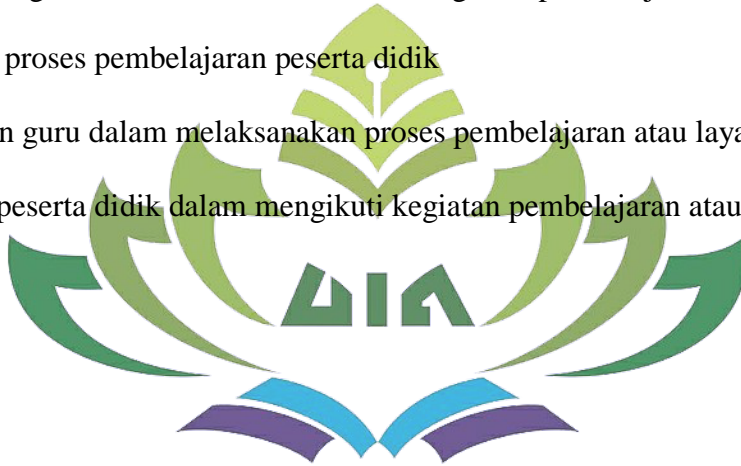 proses pembelajaran peserta didik
n guru dalam melaksanakan proses pembelajaran atau laya
peserta didik dalam mengikuti kegiatan pembelajaran atau
UIN